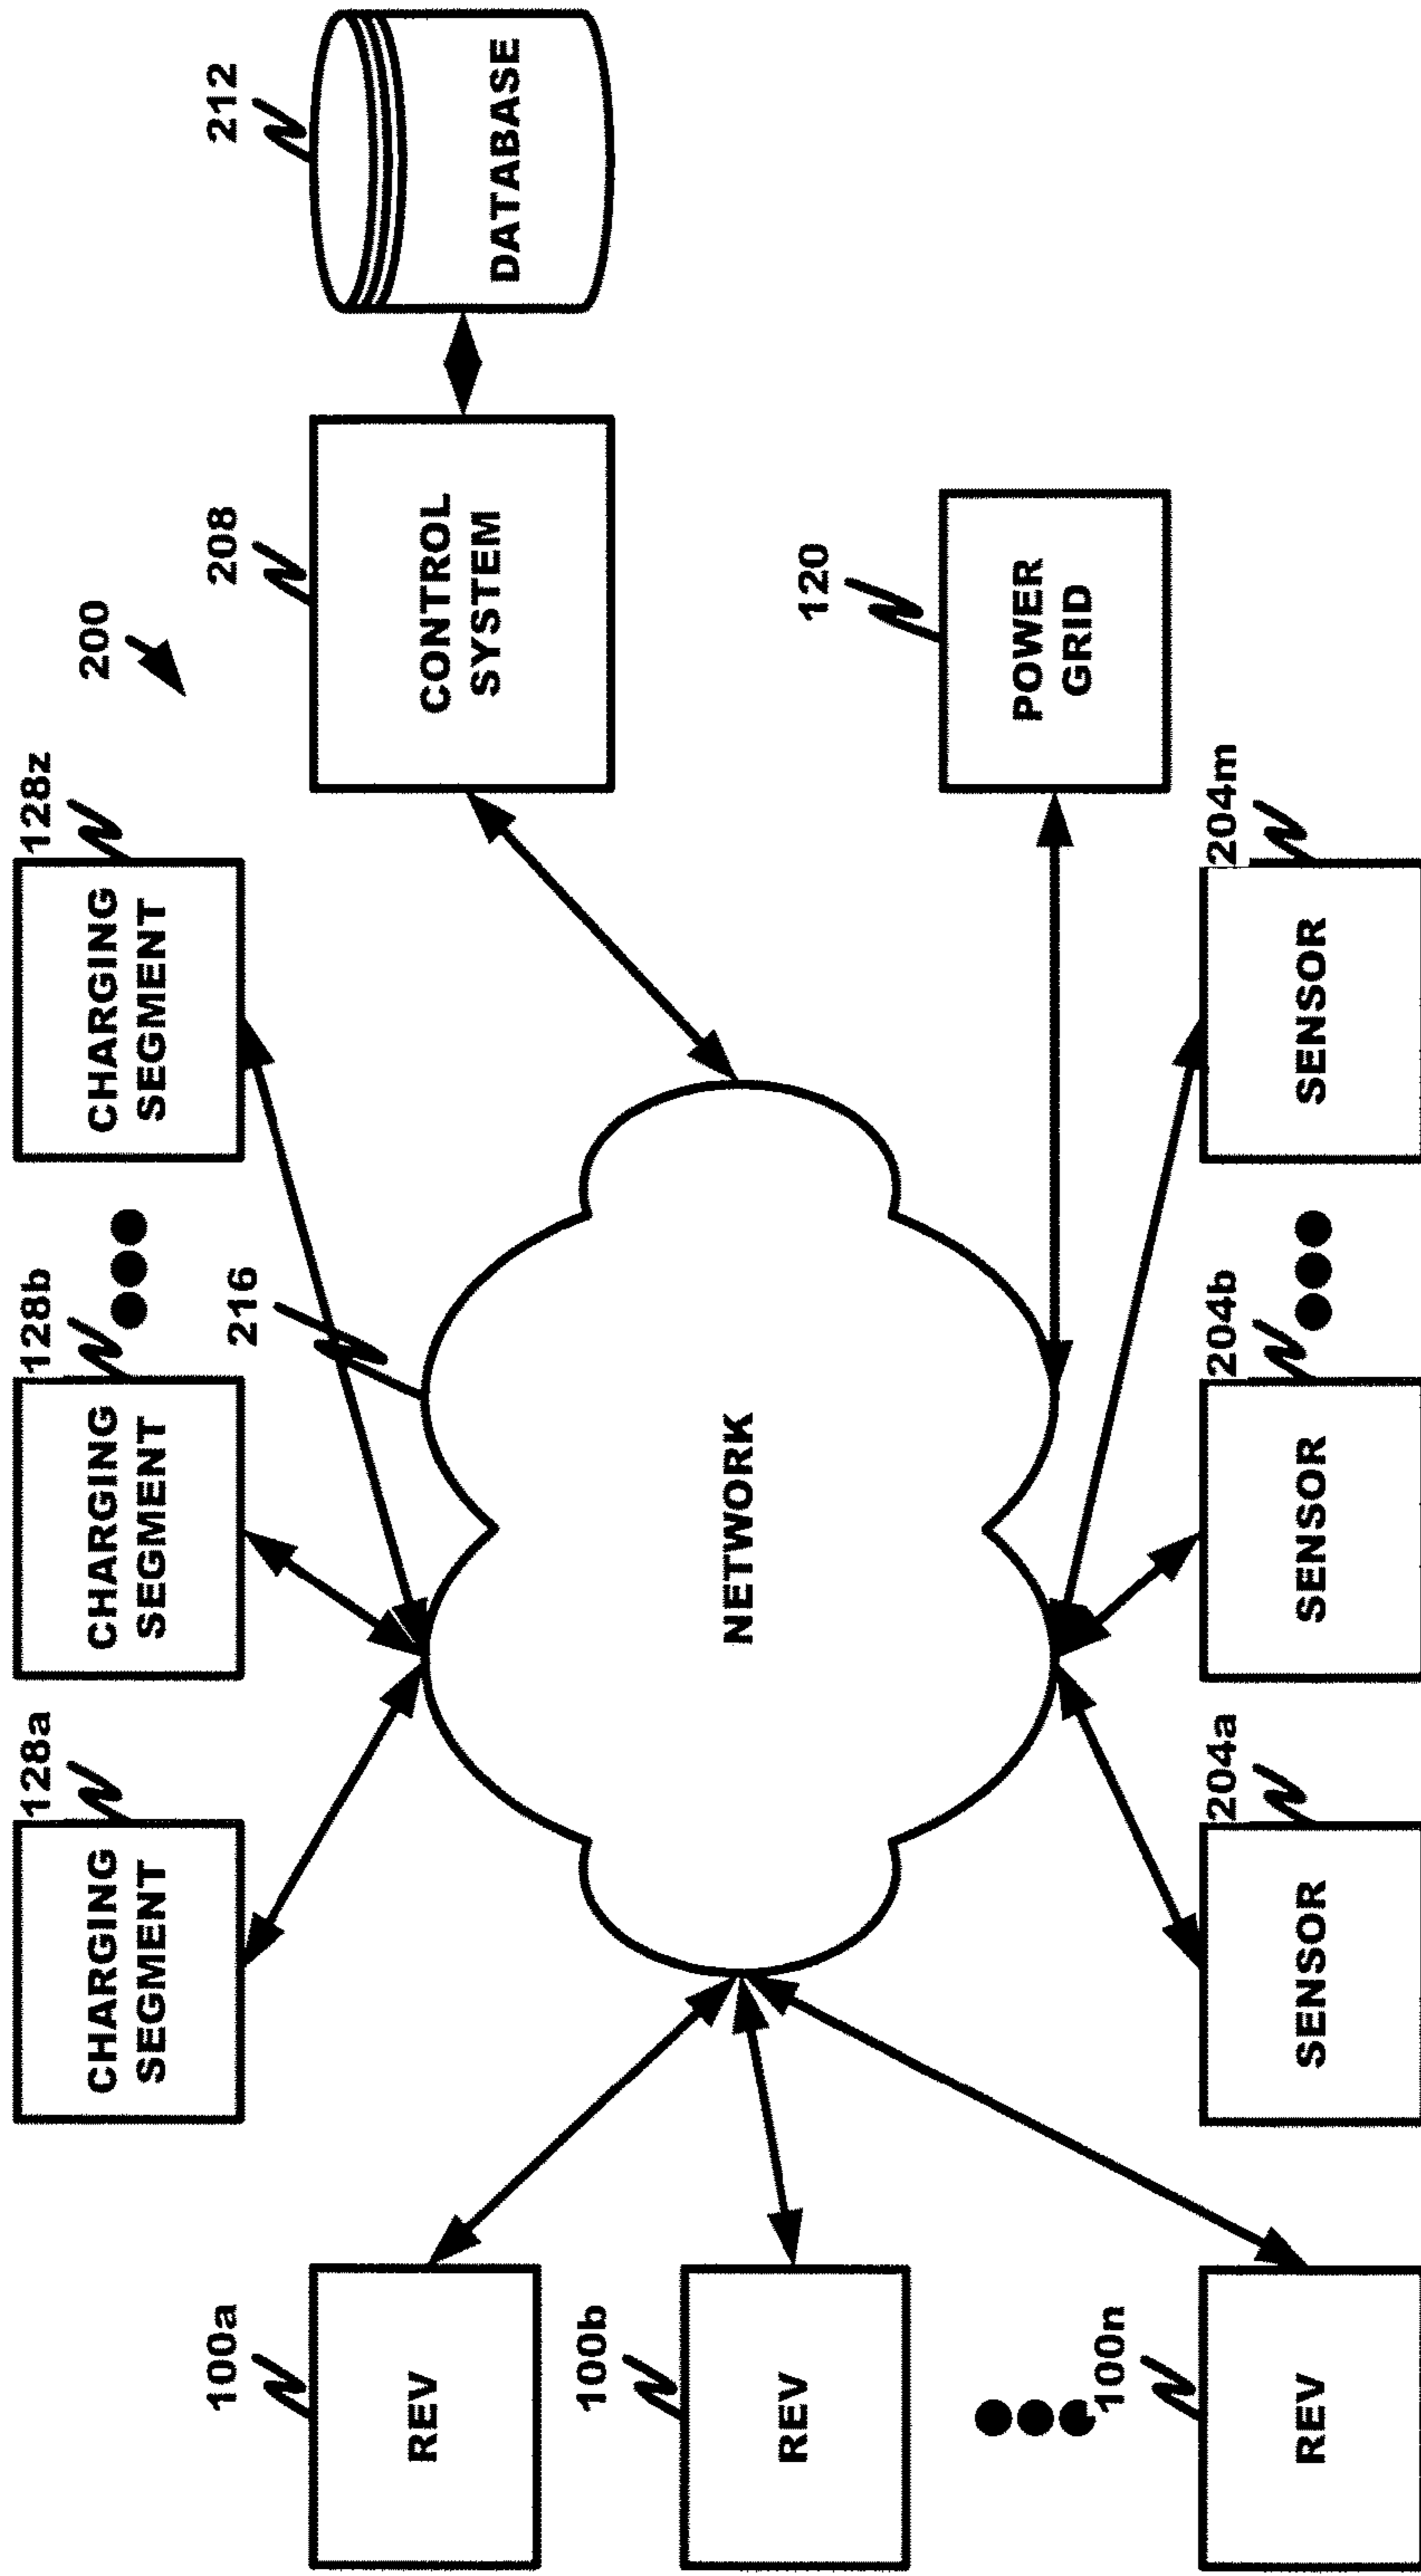 200
128a
CHARGING
SEGMENT
128b
CHARGING
SEGMENT
128z
CHARGING
SEGMENT
212
DATABASE
208
CONTROL
SYSTEM
216
NETWORK
100a
REV
100b
REV
100n
REV
120
POWER
GRID
204a
SENSOR
204b
SENSOR
204m
SENSOR